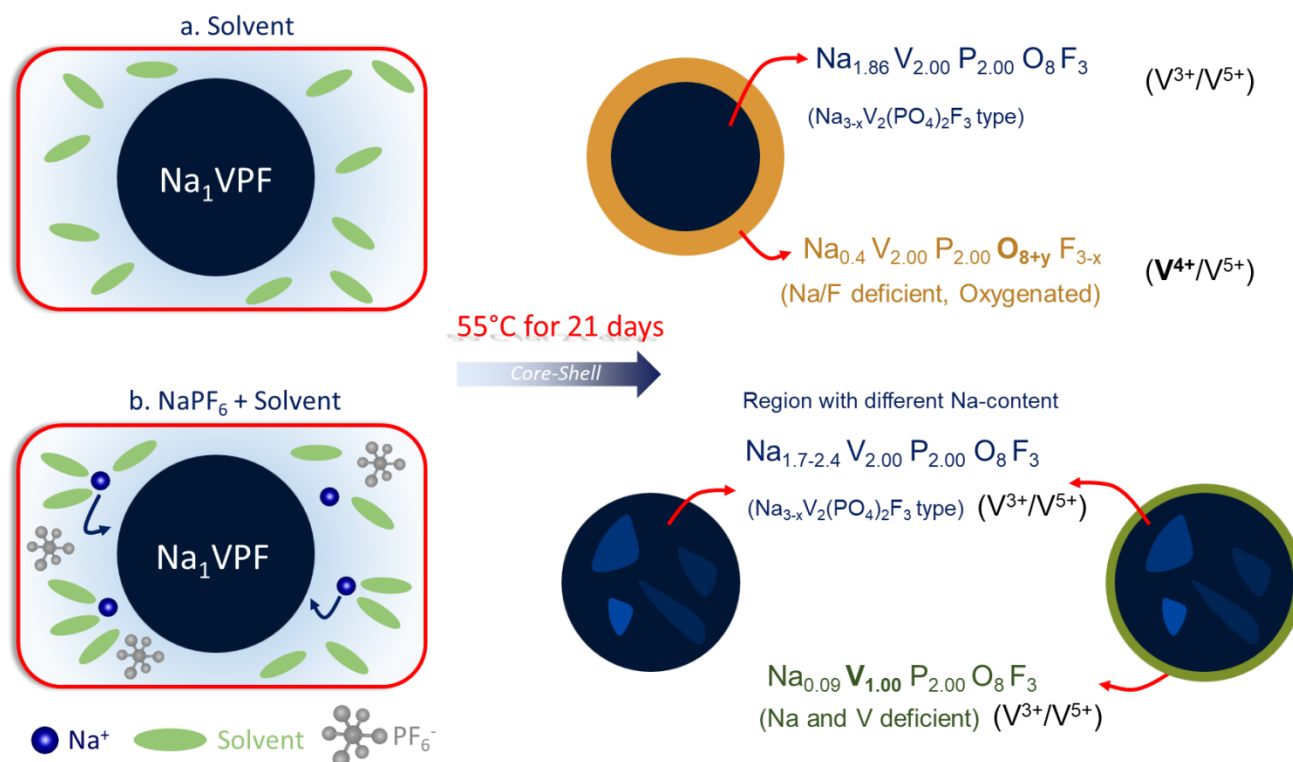 a. Solvent
Na₁VPF
Na₁.₈₆ V₂.₀₀ P₂.₀₀ O₈ F₃
(V³⁺/V⁵⁺)
(Na₃₋ₓV₂(PO₄)₂F₃ type)
Na₀.₄ V₂.₀₀ P₂.₀₀ O₈₊y F₃₋ₓ
(V⁴⁺/V⁵⁺)
(Na/F deficient, Oxygenated)
55°C for 21 days
Core-Shell
b. NaPF₆ + Solvent
Na₁VPF
Region with different Na-content
Na₁.₇₋₂.₄ V₂.₀₀ P₂.₀₀ O₈ F₃
(Na₃₋ₓV₂(PO₄)₂F₃ type) (V³⁺/V⁵⁺)
Na₀.₀₉ V₁.₀₀ P₂.₀₀ O₈ F₃
(Na and V deficient) (V³⁺/V⁵⁺)
Na⁺ Solvent PF₆⁻